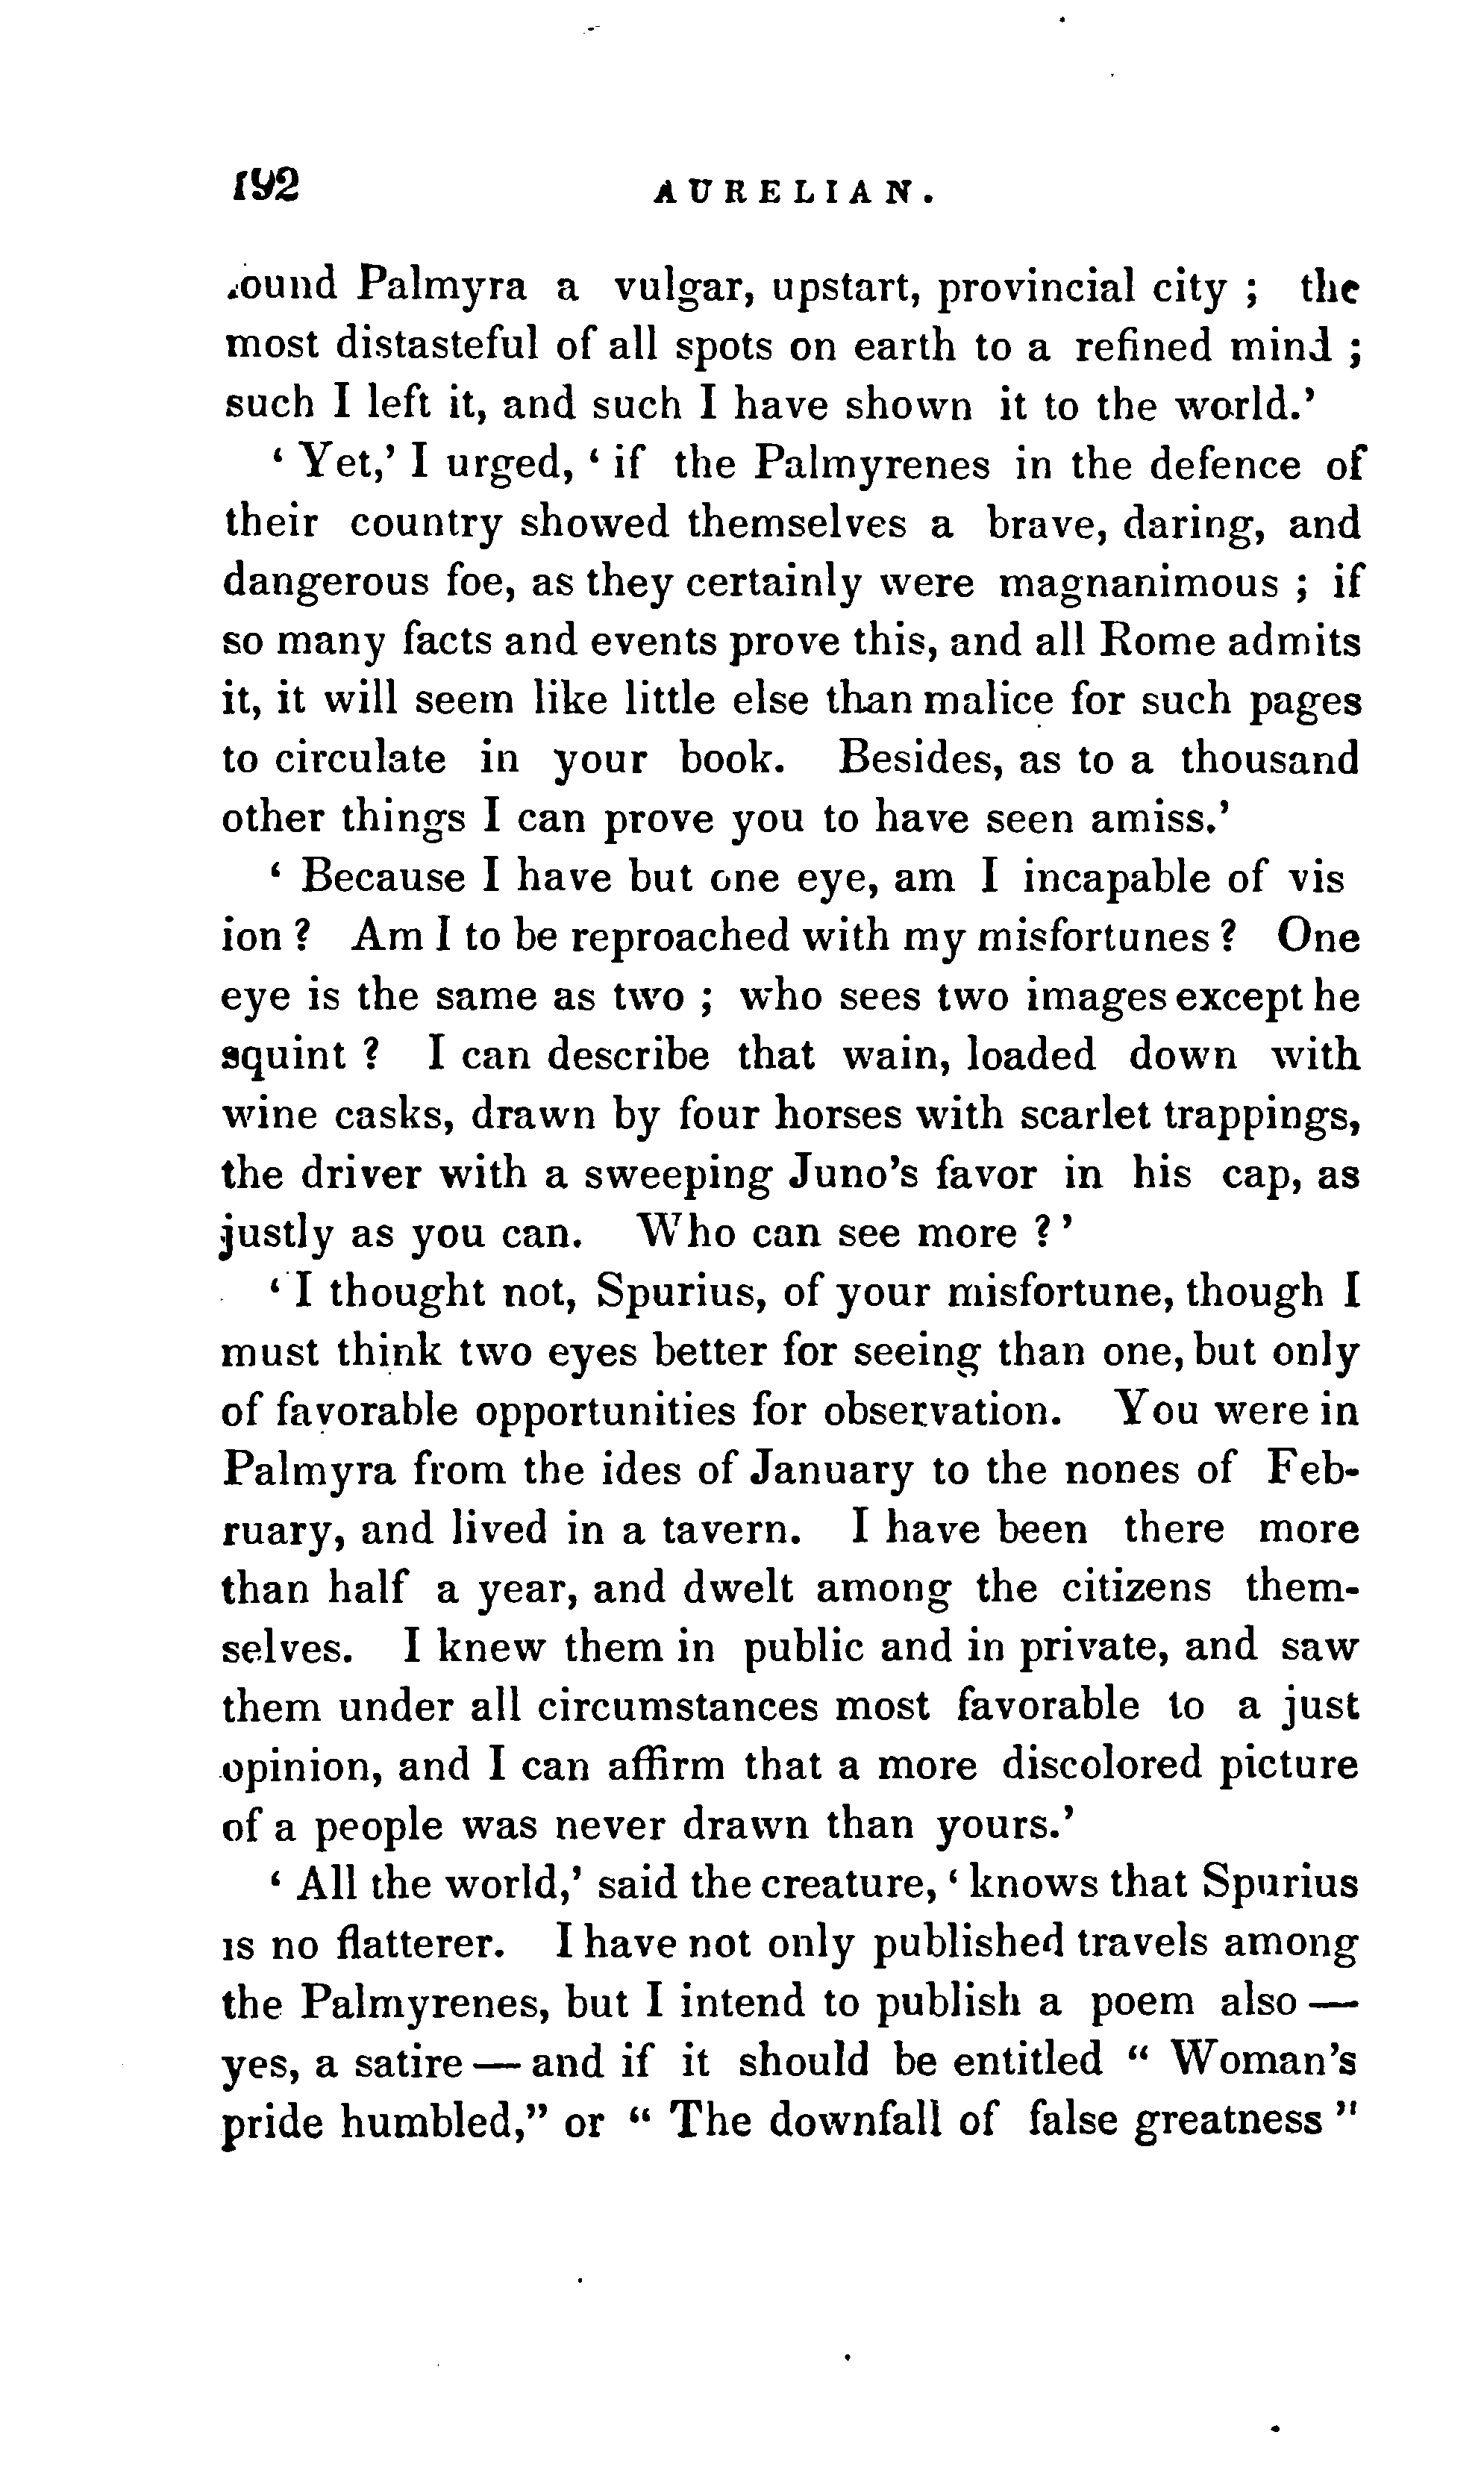 192 AURELIAN.
found Palmyra a vulgar, upstart, provincial city ; the
most distasteful of all spots on earth to a refined mind ;
such I left it, and such I have shown it to the world.’
‘ Yet,’ I urged, ‘ if the Palmyrenes in the defence of
their country showed themselves a brave, daring, and
dangerous foe, as they certainly were magnanimous ; if
so many facts and events prove this, and all Rome admits
it, it will seem like little else than malice for such pages
to circulate in your book. Besides, as to a thousand
other things I can prove you to have seen amiss.’
‘ Because I have but one eye, am I incapable of vis
ion ? Am I to be reproached with my misfortunes ? One
eye is the same as two ; who sees two images except he
squint ? I can describe that wain, loaded down with
wine casks, drawn by four horses with scarlet trappings,
the driver with a sweeping Juno’s favor in his cap, as
justly as you can. Who can see more ? ’
‘ I thought not, Spurius, of your misfortune, though I
must think two eyes better for seeing than one, but only
of favorable opportunities for observation. You were in
Palmyra from the ides of January to the nones of Feb-
ruary, and lived in a tavern. I have been there more
than half a year, and dwelt among the citizens them-
selves. I knew them in public and in private, and saw
them under all circumstances most favorable to a just
opinion, and I can affirm that a more discolored picture
of a people was never drawn than yours.’
‘ All the world,’ said the creature, ‘ knows that Spurius
is no flatterer. I have not only published travels among
the Palmyrenes, but I intend to publish a poem also —
yes, a satire — and if it should be entitled “ Woman’s
pride humbled,” or “ The downfall of false greatness ”